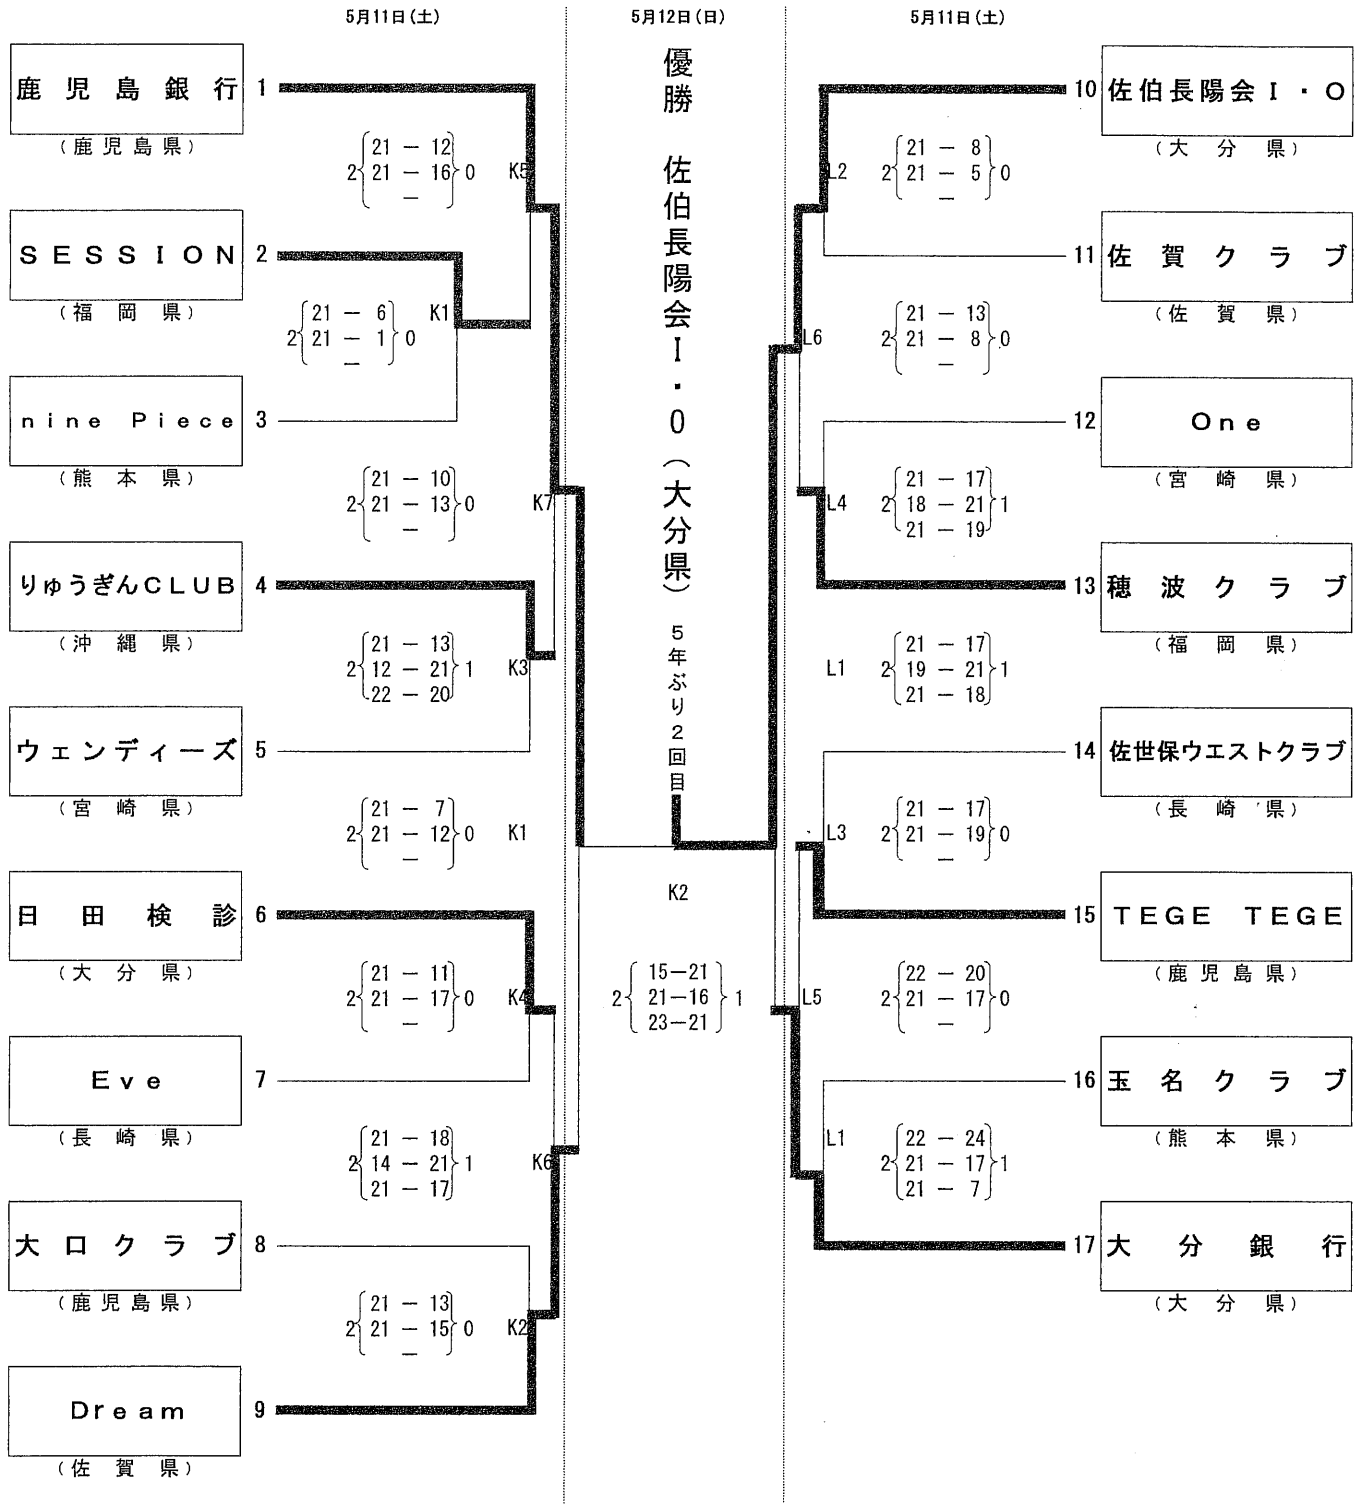 5月11日(土)
5月12日(日)
5月11日(土)
優勝 佐伯長陽会I・O(大分県) 5年ぶり2回目
鹿児島銀行 1
(鹿児島県)
2 21 − 12 0 K5
21 − 16
−
SESSION 2
(福岡県)
2 21 − 6 0 K1
21 − 1
−
nine Piece 3
(熊本県)
2 21 − 10 0 K7
21 − 13
−
りゅうぎんCLUB 4
(沖縄県)
2 21 − 13 1 K3
12 − 21
22 − 20
ウェンディーズ 5
(宮崎県)
2 21 − 7 0 K1
21 − 12
−
日田検診 6
(大分県)
2 21 − 11 0 K4
21 − 17
−
Eve 7
(長崎県)
2 21 − 18 1 K6
14 − 21
21 − 17
大口クラブ 8
(鹿児島県)
2 21 − 13 0 K2
21 − 15
−
Dream 9
(佐賀県)
K2
2 15−21 1
21−16
23−21
10 佐伯長陽会I・O
(大分県)
L2 2 21 − 8 0
21 − 5
−
11 佐賀クラブ
(佐賀県)
L6 2 21 − 13 0
21 − 8
−
12 One
(宮崎県)
L4 2 21 − 17 1
18 − 21
21 − 19
13 穂波クラブ
(福岡県)
L1 2 21 − 17 1
19 − 21
21 − 18
14 佐世保ウエストクラブ
(長崎県)
L3 2 21 − 17 0
21 − 19
−
15 TEGE TEGE
(鹿児島県)
L5 2 22 − 20 0
21 − 17
−
16 玉名クラブ
(熊本県)
L1 2 22 − 24 1
21 − 17
21 − 7
17 大分銀行
(大分県)